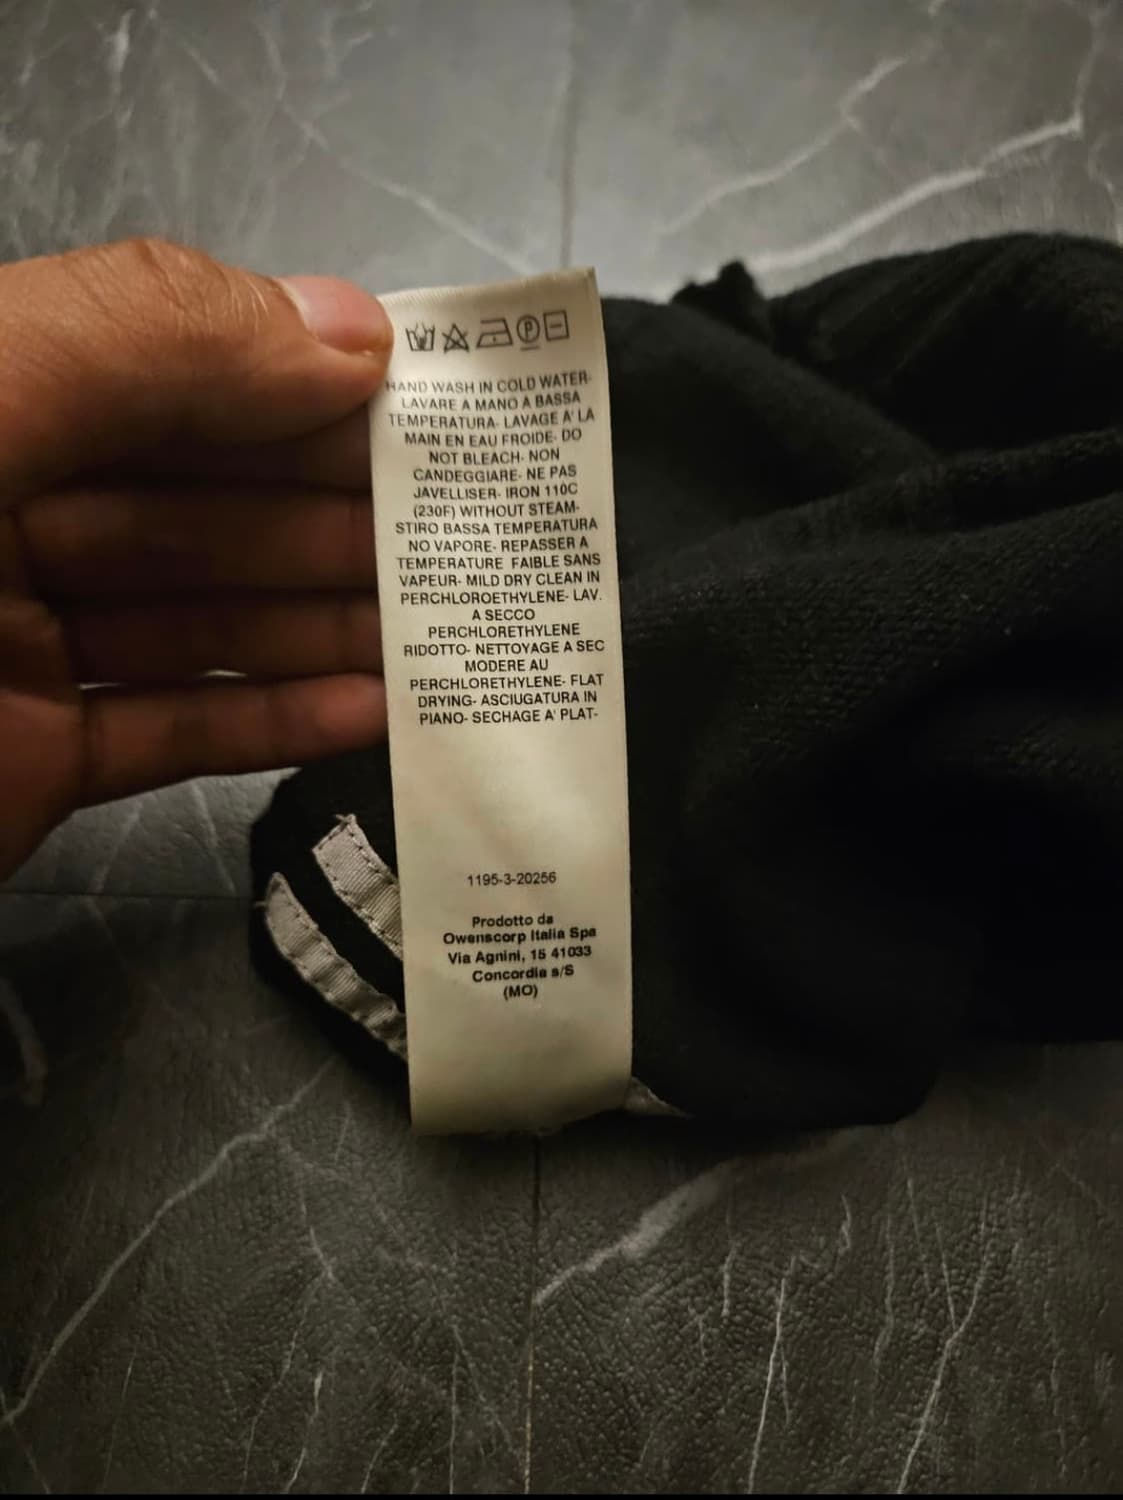 HAND WASH IN COLD WATER-
LAVARE A MANO A BASSA
TEMPERATURA- LAVAGE A' LA
MAIN EN EAU FROIDE- DO
NOT BLEACH- NON
CANDEGGIARE- NE PAS
JAVELLISER- IRON 110C
(230F) WITHOUT STEAM-
STIRO BASSA TEMPERATURA
NO VAPORE- REPASSER A
TEMPERATURE FAIBLE SANS
VAPEUR- MILD DRY CLEAN IN
PERCHLOROETHYLENE- LAV.
A SECCO
PERCHLORETHYLENE
RIDOTTO- NETTOYAGE A SEC
MODERE AU
PERCHLORETHYLENE- FLAT
DRYING- ASCIUGATURA IN
PIANO- SECHAGE A' PLAT-
1195-3-20256
Prodotto da
Owenscorp Italia Spa
Via Agnini, 15 41033
Concordia s/S
(MO)